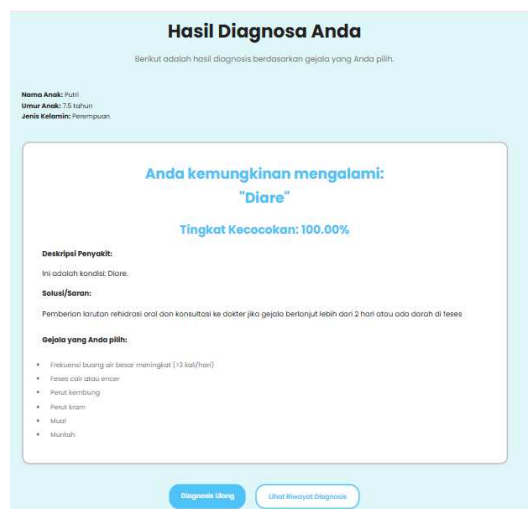 Hasil Diagnosa Anda
Berikut adalah hasil diagnosis berdasarkan gejala yang Anda pilih.
Nama Anak: Putri
Umur Anak: 7.5 tahun
Jenis Kelamin: Perempuan
Anda kemungkinan mengalami:
"Diare"
Tingkat Kecocokan: 100.00%
Deskripsi Penyakit:
Ini adalah kondisi: Diare.
Solusi/Saran:
Pemberian larutan rehidrasi oral dan konsultasi ke dokter jika gejala berlanjut lebih dari 2 hari atau ada darah di feses
Gejala yang Anda pilih:
• Frekuensi buang air besar meningkat (>3 kali/hari)
• Feses cair atau encer
• Perut kembung
• Perut kram
• Mual
• Muntah
Diagnosis Ulang
Lihat Riwayat Diagnosis